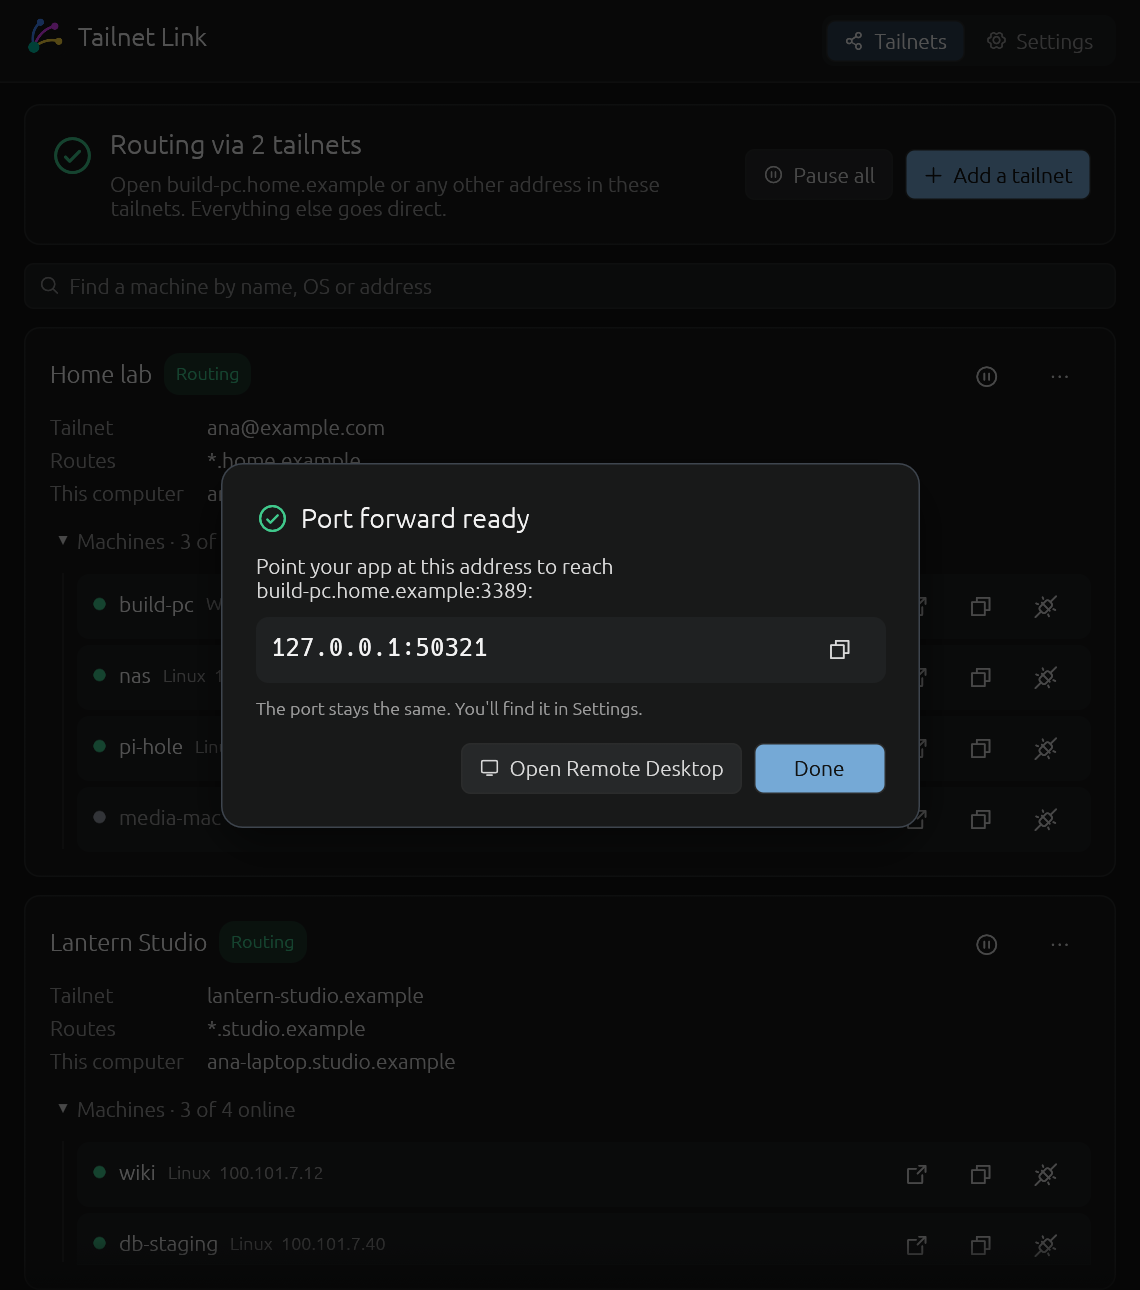 Tailnet Link
Tailnets
Settings
Routing via 2 tailnets
Open build-pc.home.example or any other address in these
tailnets. Everything else goes direct.
Pause all
Add a tailnet
Find a machine by name, OS or address
Home lab
Routing
Tailnet
ana@example.com
Routes
*.home.example
This computer
Machines · 3 of
build-pc
nas
Linux
pi-hole
media-mac
Port forward ready
Point your app at this address to reach
build-pc.home.example:3389:
127.0.0.1:50321
The port stays the same. You'll find it in Settings.
Open Remote Desktop
Done
Lantern Studio
Routing
Tailnet
lantern-studio.example
Routes
*.studio.example
This computer
ana-laptop.studio.example
Machines · 3 of 4 online
wiki
Linux 100.101.7.12
db-staging
Linux 100.101.7.40